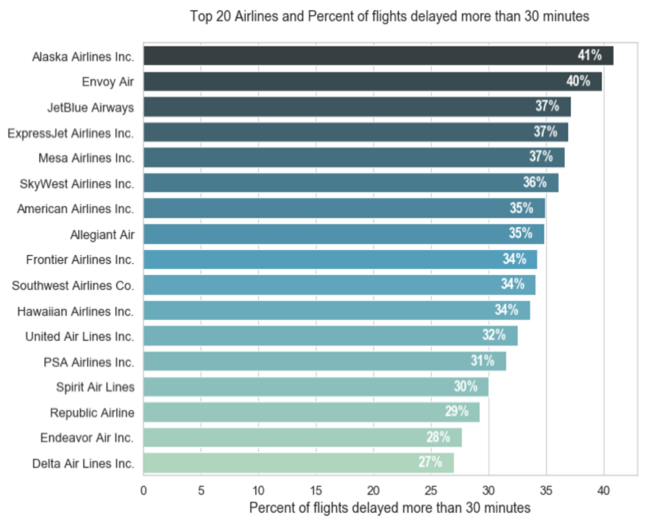 Top 20 Airlines and Percent of flights delayed more than 30 minutes
Alaska Airlines Inc. 41%
Envoy Air 40%
JetBlue Airways 37%
ExpressJet Airlines Inc. 37%
Mesa Airlines Inc. 37%
SkyWest Airlines Inc. 36%
American Airlines Inc. 35%
Allegiant Air 35%
Frontier Airlines Inc. 34%
Southwest Airlines Co. 34%
Hawaiian Airlines Inc. 34%
United Air Lines Inc. 32%
PSA Airlines Inc. 31%
Spirit Air Lines 30%
Republic Airline 29%
Endeavor Air Inc. 28%
Delta Air Lines Inc. 27%
0 5 10 15 20 25 30 35 40
Percent of flights delayed more than 30 minutes